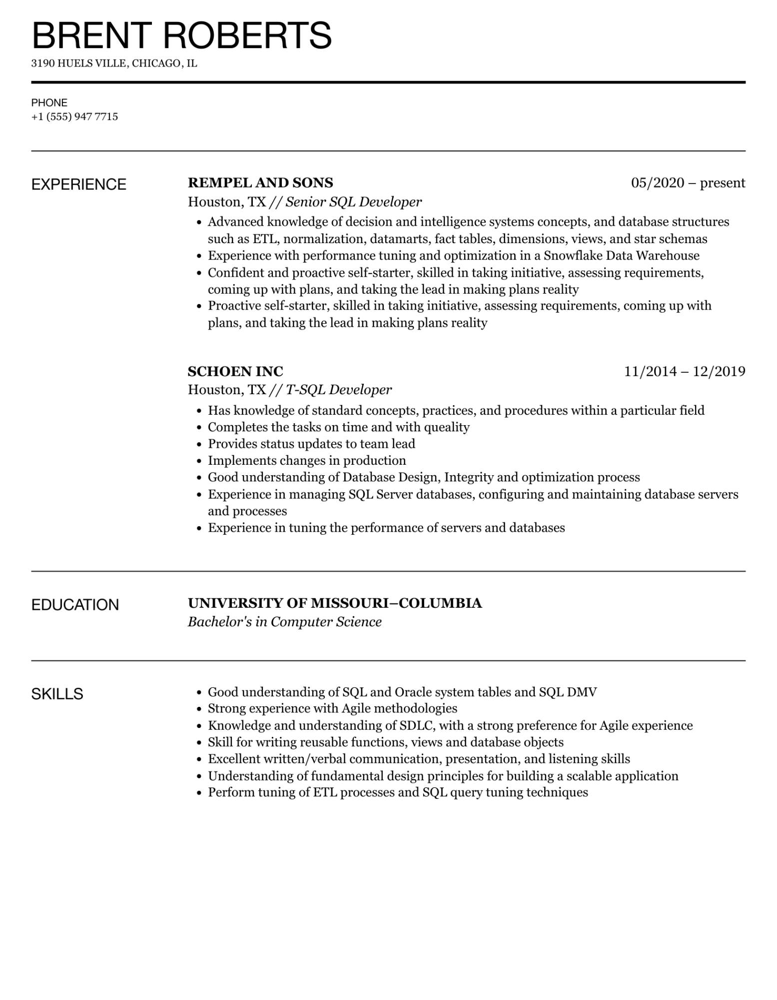 BRENT ROBERTS
3190 HUELS VILLE, CHICAGO, IL
PHONE
+1 (555) 947 7715
EXPERIENCE
REMPEL AND SONS 05/2020 – present
Houston, TX // Senior SQL Developer
• Advanced knowledge of decision and intelligence systems concepts, and database structures
such as ETL, normalization, datamarts, fact tables, dimensions, views, and star schemas
• Experience with performance tuning and optimization in a Snowflake Data Warehouse
• Confident and proactive self-starter, skilled in taking initiative, assessing requirements,
coming up with plans, and taking the lead in making plans reality
• Proactive self-starter, skilled in taking initiative, assessing requirements, coming up with
plans, and taking the lead in making plans reality
SCHOEN INC 11/2014 – 12/2019
Houston, TX // T-SQL Developer
• Has knowledge of standard concepts, practices, and procedures within a particular field
• Completes the tasks on time and with queality
• Provides status updates to team lead
• Implements changes in production
• Good understanding of Database Design, Integrity and optimization process
• Experience in managing SQL Server databases, configuring and maintaining database servers
and processes
• Experience in tuning the performance of servers and databases
EDUCATION
UNIVERSITY OF MISSOURI–COLUMBIA
Bachelor's in Computer Science
SKILLS
• Good understanding of SQL and Oracle system tables and SQL DMV
• Strong experience with Agile methodologies
• Knowledge and understanding of SDLC, with a strong preference for Agile experience
• Skill for writing reusable functions, views and database objects
• Excellent written/verbal communication, presentation, and listening skills
• Understanding of fundamental design principles for building a scalable application
• Perform tuning of ETL processes and SQL query tuning techniques